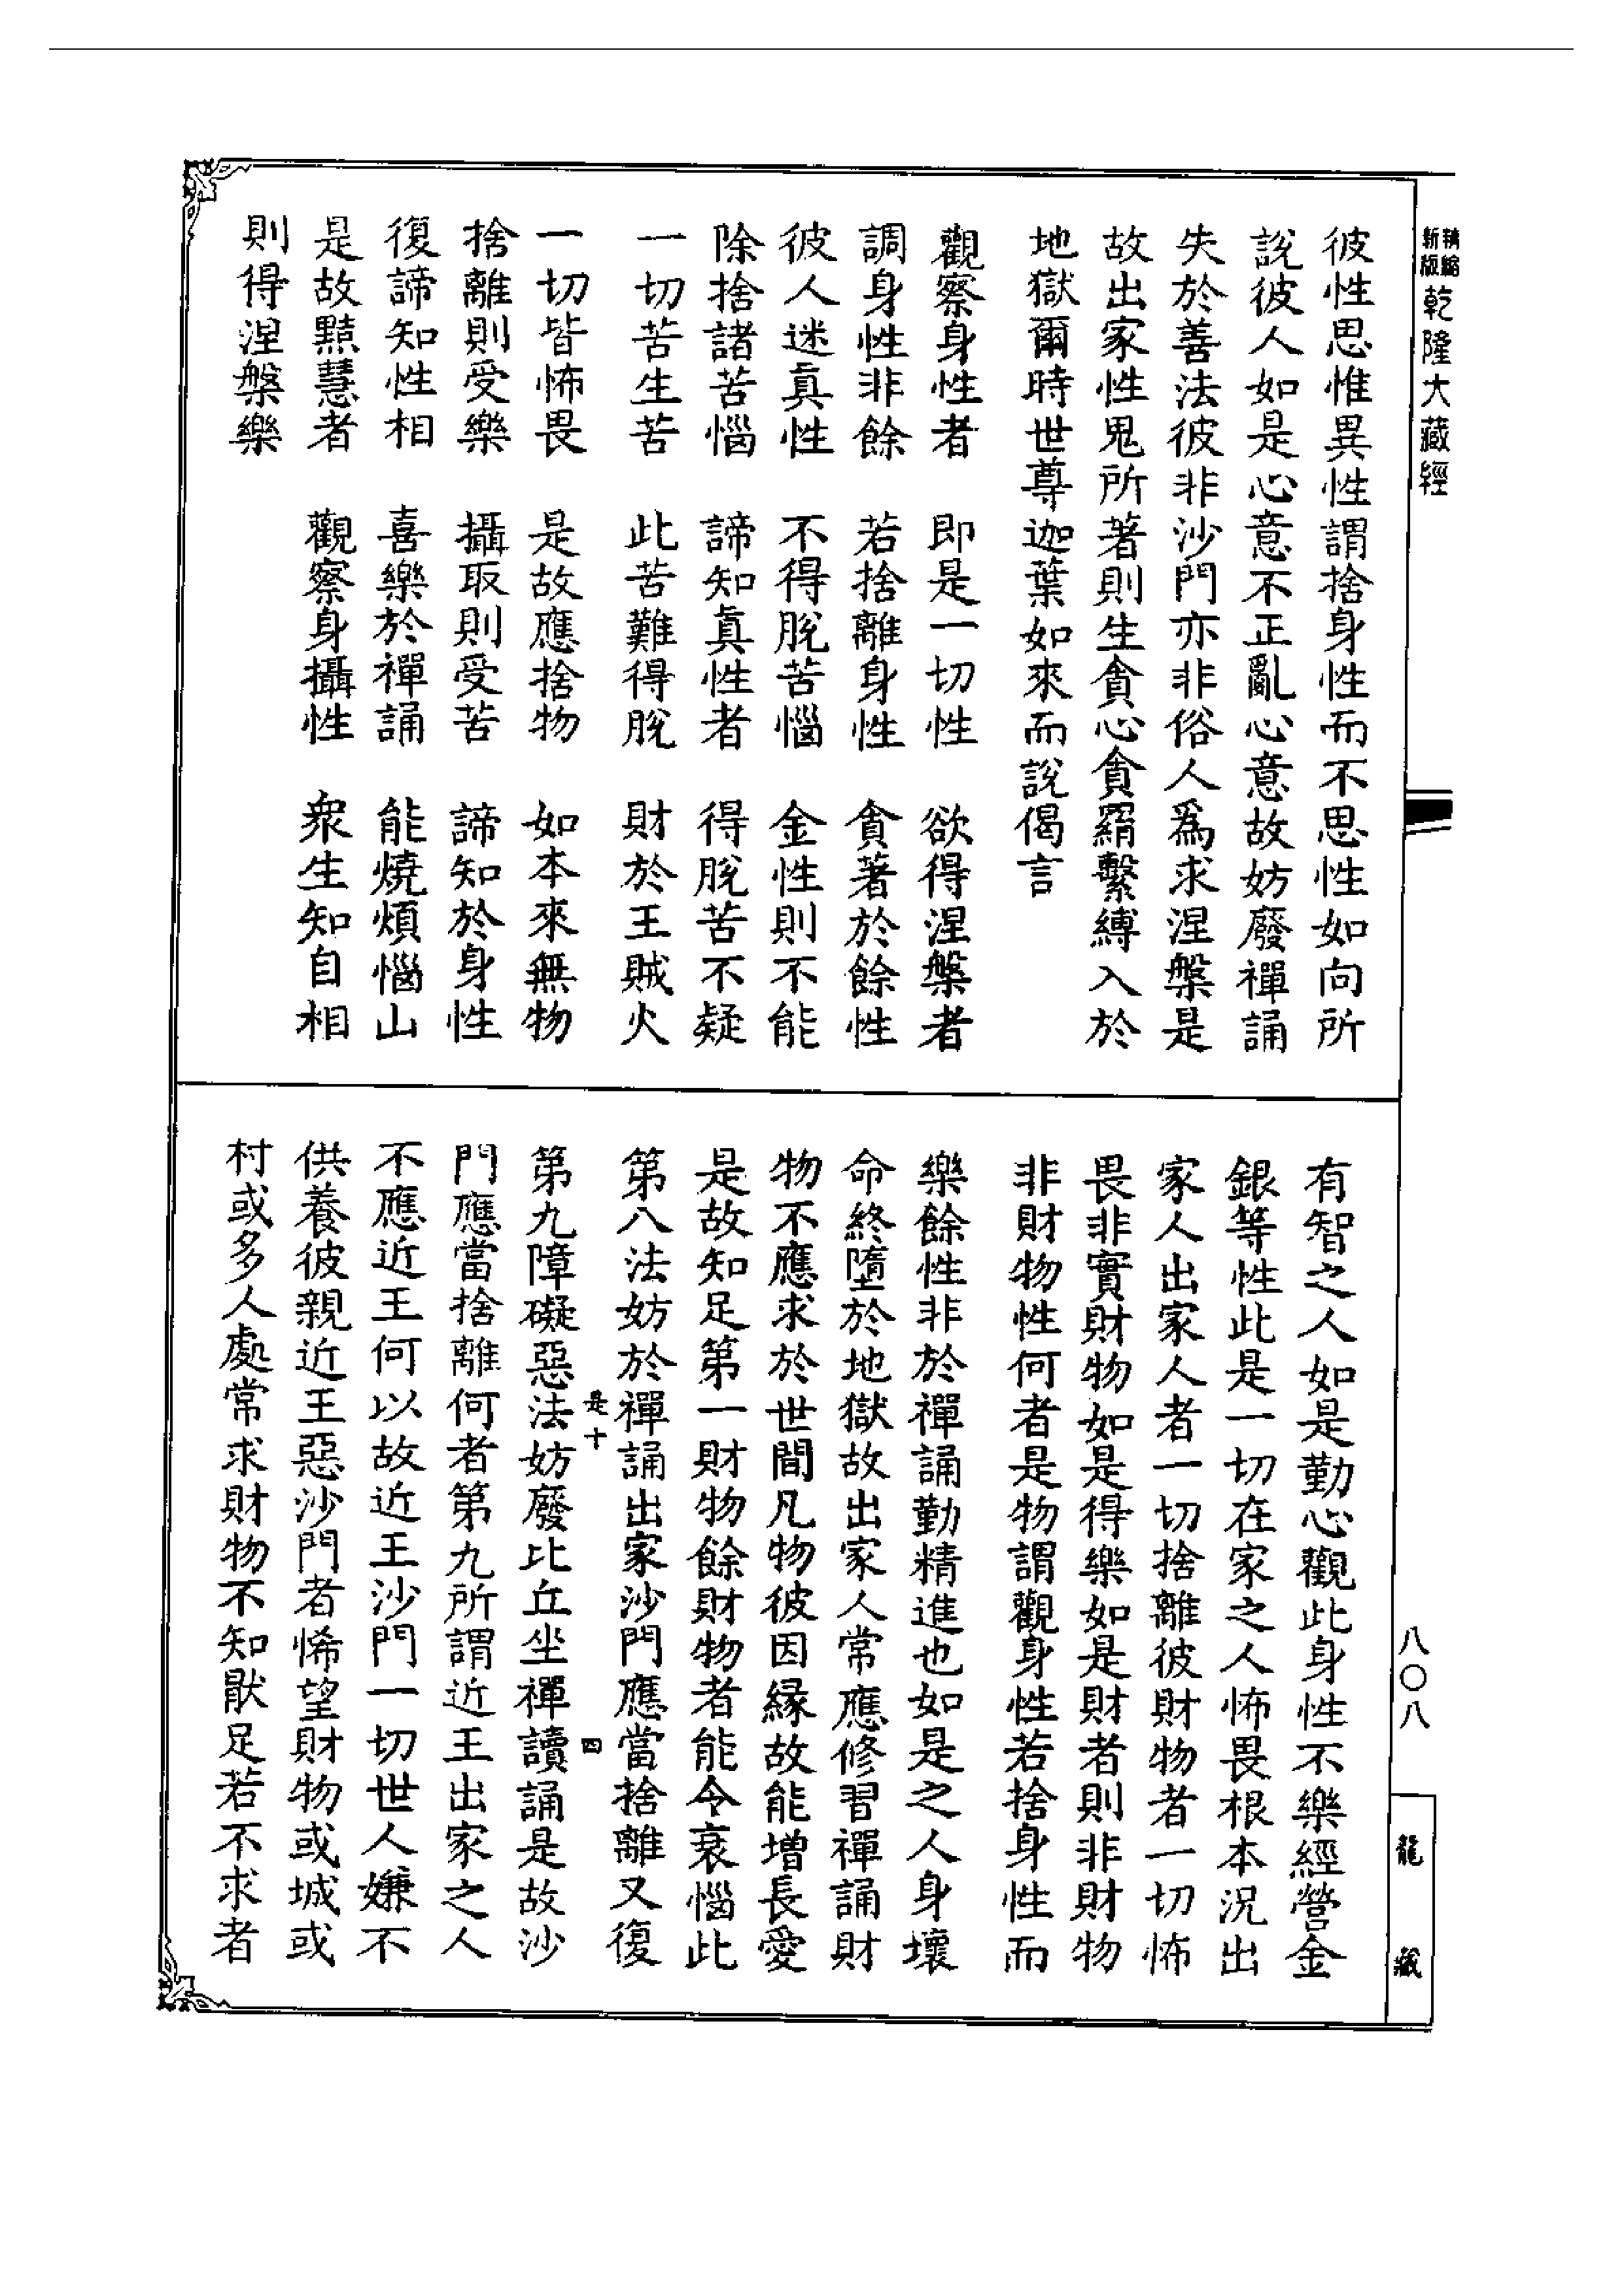 新版精縮
乾隆大藏經
彼性思惟異性謂捨身性而不思性如向所
說彼人如是心意不正亂心意故妨廢禪誦
失於善法彼非沙門亦非俗人爲求涅槃是
故出家性鬼所著則生貪心貪羂繫縛入於
地獄爾時世尊迦葉如來而說偈言
觀察身性者　即是一切性　欲得涅槃者
調身性非餘　若捨離身性　貪著於餘性
彼人迷真性　不得脫苦惱　金性則不能
除捨諸苦惱　諦知真性者　得脫苦不疑
一切苦生苦　此苦難得脫　財於王賊火
一切皆怖畏　是故應捨物　如本來無物
捨離則受樂　攝取則受苦　諦知於身性
復諦知性相　喜樂於禪誦　能燒煩惱山
是故黠慧者　觀察身攝性　衆生知自相
則得涅槃樂
有智之人如是勤心觀此身性不樂經營金
銀等性此是一切在家之人怖畏根本況出
家人出家人者一切捨離彼財物者一切怖
畏非實財物如是得樂如是財者則非財物
非財物性何者是物謂觀身性若捨身性而
樂餘性非於禪誦勤精進也如是之人身壞
命終墮於地獄故出家人常應修習禪誦財
物不應求於世間凡物彼因緣故能增長愛
是故知足第一財物餘財物者能令衰惱此
第八法妨於禪誦出家沙門應當捨離又復
是十
四
第九障礙惡法妨廢比丘坐禪讀誦是故沙
門應當捨離何者第九所謂近王出家之人
不應近王何以故近王沙門一切世人嫌不
供養彼親近王惡沙門者悕望財物或城或
村或多人處常求財物不知猒足若不求者
八〇八
龍藏